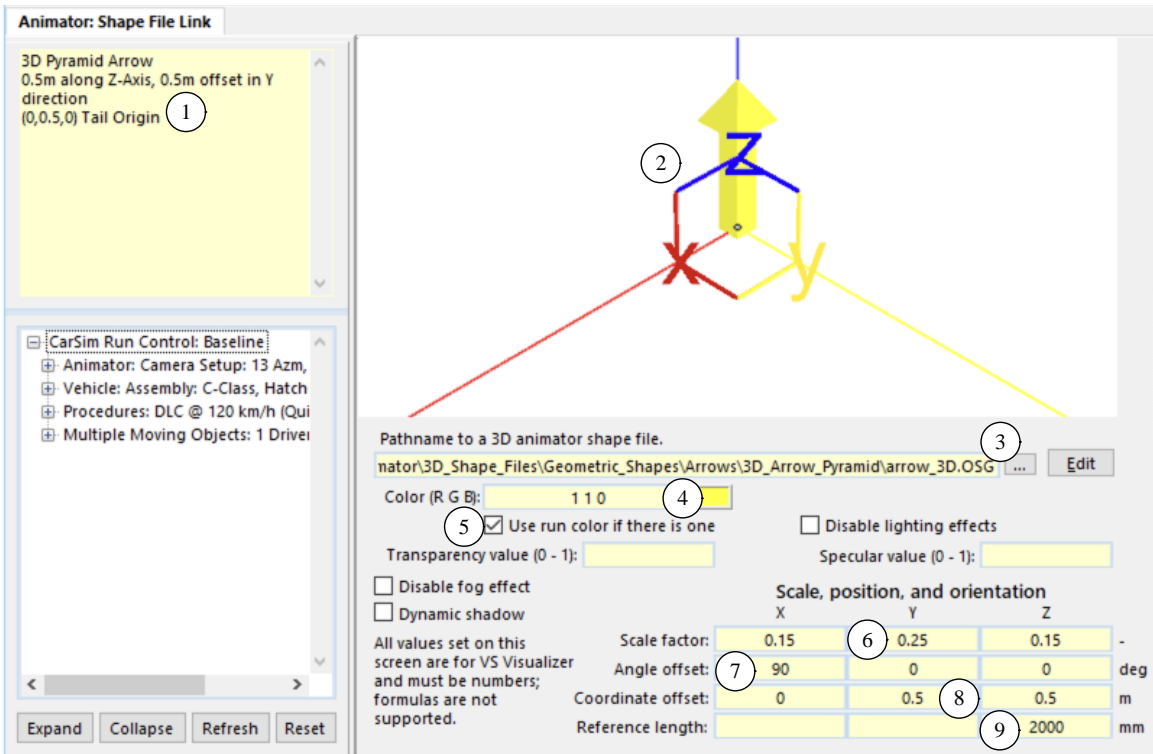 Animator: Shape File Link
3D Pyramid Arrow
0.5m along Z-Axis, 0.5m offset in Y
direction
(0,0.5,0) Tail Origin
1
2
Z
X
y
CarSim Run Control: Baseline
Animator: Camera Setup: 13 Azm,
Vehicle: Assembly: C-Class, Hatch
Procedures: DLC @ 120 km/h (Qui
Multiple Moving Objects: 1 Driver
Expand Collapse Refresh Reset
Pathname to a 3D animator shape file.
3
nator\3D_Shape_Files\Geometric_Shapes\Arrows\3D_Arrow_Pyramid\arrow_3D.OSG ... Edit
Color (R G B): 1 1 0 4
5 Use run color if there is one Disable lighting effects
Transparency value (0 - 1): Specular value (0 - 1):
Disable fog effect
Dynamic shadow
All values set on this
screen are for VS Visualizer
and must be numbers;
formulas are not
supported.
Scale, position, and orientation
X Y Z
Scale factor: 0.15 6 0.25 0.15 -
Angle offset: 7 90 0 0 deg
Coordinate offset: 0 0.5 8 0.5 m
Reference length: 9 2000 mm